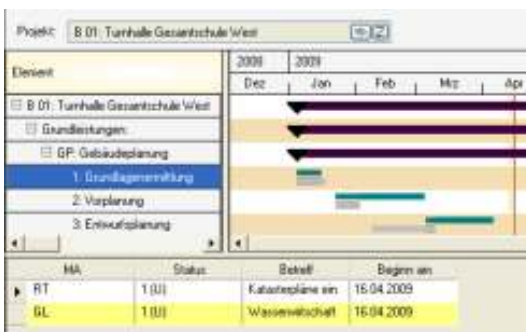 Projekt: B 01: Turnhalle Gesamtschule West
Element 2008 2009
Dez Jan Feb Mrz Apr
B 01: Turnhalle Gesamtschule West
Grundleistungen:
GP: Gebäudeplanung
1: Grundlagenermittlung
2: Vorplanung
3: Entwurfsplanung
MA Status Betreff Beginn am
RT 1 (U) Katasterpläne ein 16.04.2009
GL 1 (U) Wasserwirtschaft 16.04.2009